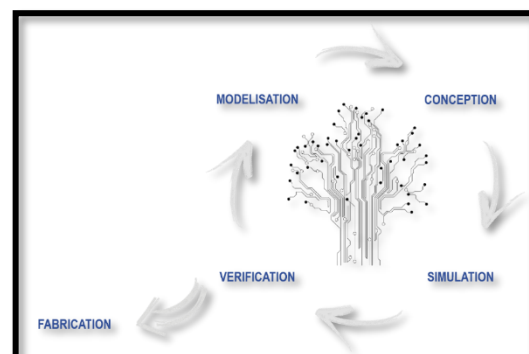 MODELISATION
CONCEPTION
VERIFICATION
SIMULATION
FABRICATION